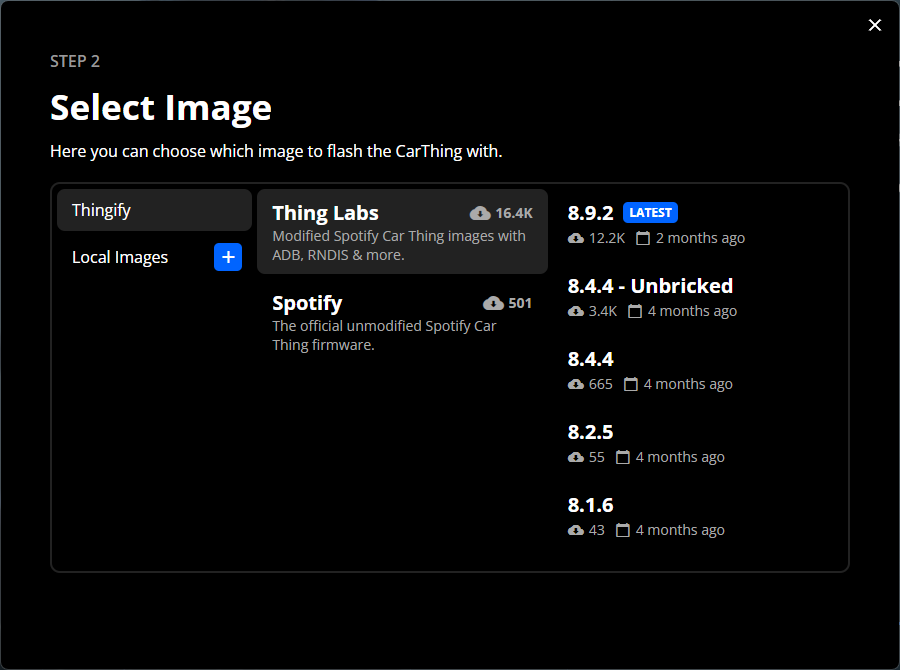 STEP 2
Select Image
Here you can choose which image to flash the CarThing with.
Thingify
Local Images
Thing Labs 16.4K
Modified Spotify Car Thing images with
ADB, RNDIS & more.
Spotify 501
The official unmodified Spotify Car
Thing firmware.
8.9.2 LATEST
12.2K 2 months ago
8.4.4 - Unbricked
3.4K 4 months ago
8.4.4
665 4 months ago
8.2.5
55 4 months ago
8.1.6
43 4 months ago